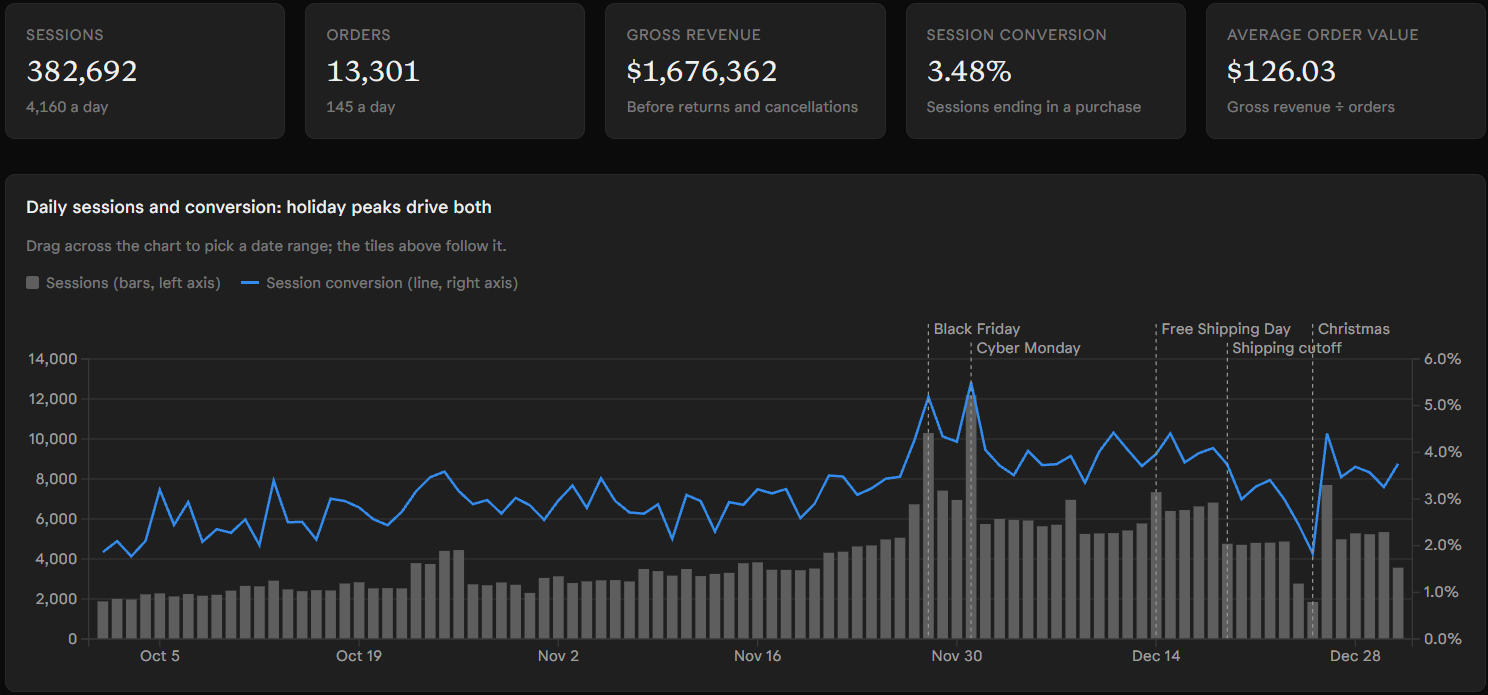 SESSIONS
382,692
4,160 a day
ORDERS
13,301
145 a day
GROSS REVENUE
$1,676,362
Before returns and cancellations
SESSION CONVERSION
3.48%
Sessions ending in a purchase
AVERAGE ORDER VALUE
$126.03
Gross revenue ÷ orders
Daily sessions and conversion: holiday peaks drive both
Drag across the chart to pick a date range; the tiles above follow it.
Sessions (bars, left axis)
Session conversion (line, right axis)
Black Friday
Cyber Monday
Free Shipping Day
Shipping cutoff
Christmas
14,000
12,000
10,000
8,000
6,000
4,000
2,000
0
6.0%
5.0%
4.0%
3.0%
2.0%
1.0%
0.0%
Oct 5
Oct 19
Nov 2
Nov 16
Nov 30
Dec 14
Dec 28